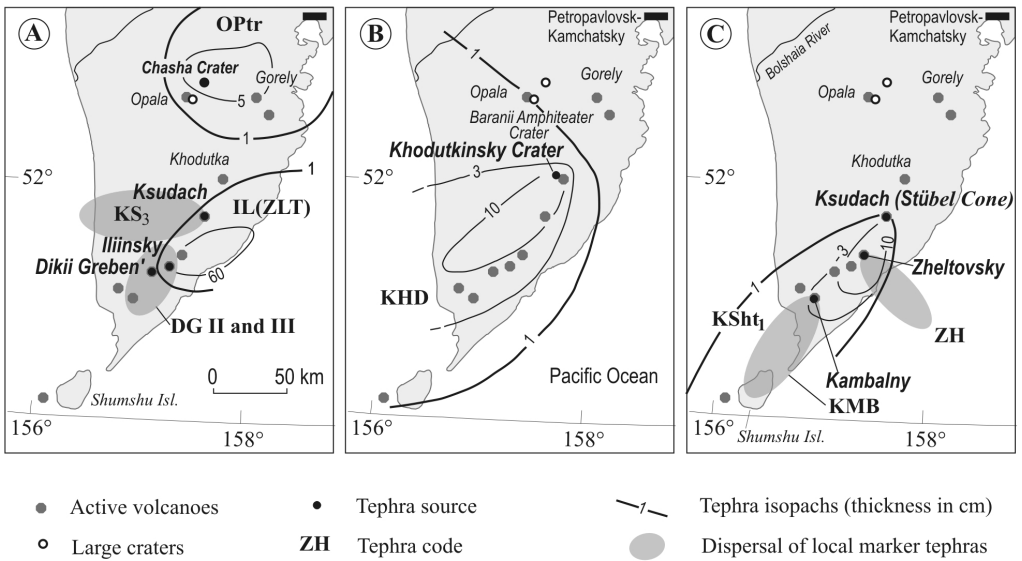 A
OPtr
Chasha Crater
Gorely
Opala
5
1
Khodutka
52°
1
Ksudach
KS3
IL(ZLT)
Iliinsky
Dikii Greben'
60
DG II and III
0 50 km
Shumshu Isl.
156°
158°
B
Petropavlovsk-
Kamchatsky
1
Gorely
Opala
Baranii Amphiteater
Crater
Khodutkinsky Crater
3
52°
10
KHD
1
Pacific Ocean
156°
158°
C
Petropavlovsk-
Kamchatsky
Bolshaia River
Gorely
Opala
Khodutka
52°
Ksudach (Stübel Cone)
10
3
Zheltovsky
1
KSht1
ZH
Kambalny
KMB
156°
Shumshu Isl.
158°
Active volcanoes
Tephra source
1 Tephra isopachs (thickness in cm)
Large craters
ZH Tephra code
Dispersal of local marker tephras